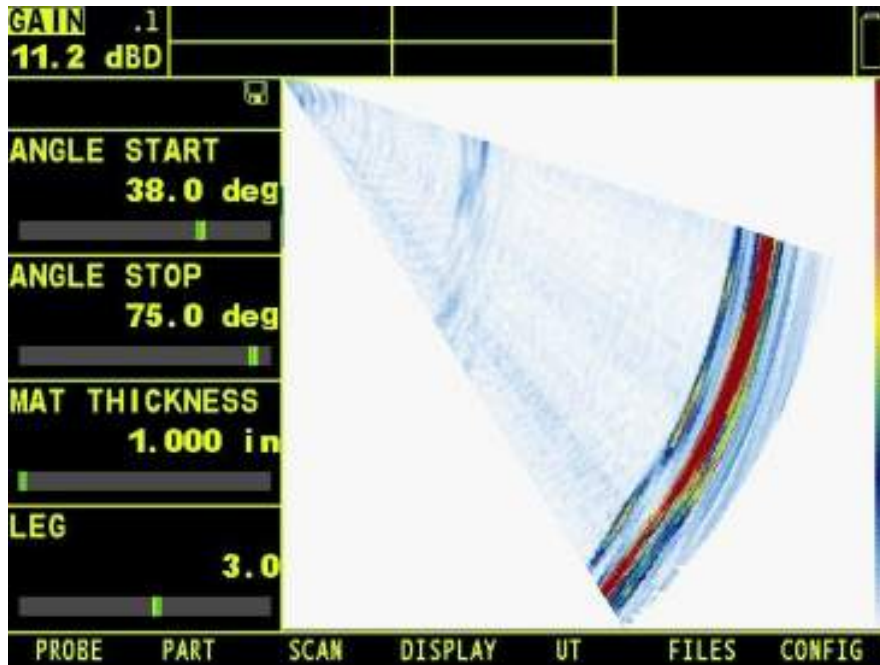 GAIN .1
11.2 dBD
ANGLE START
38.0 deg
ANGLE STOP
75.0 deg
MAT THICKNESS
1.000 in
LEG
3.0
PROBE PART SCAN DISPLAY UT FILES CONFIG